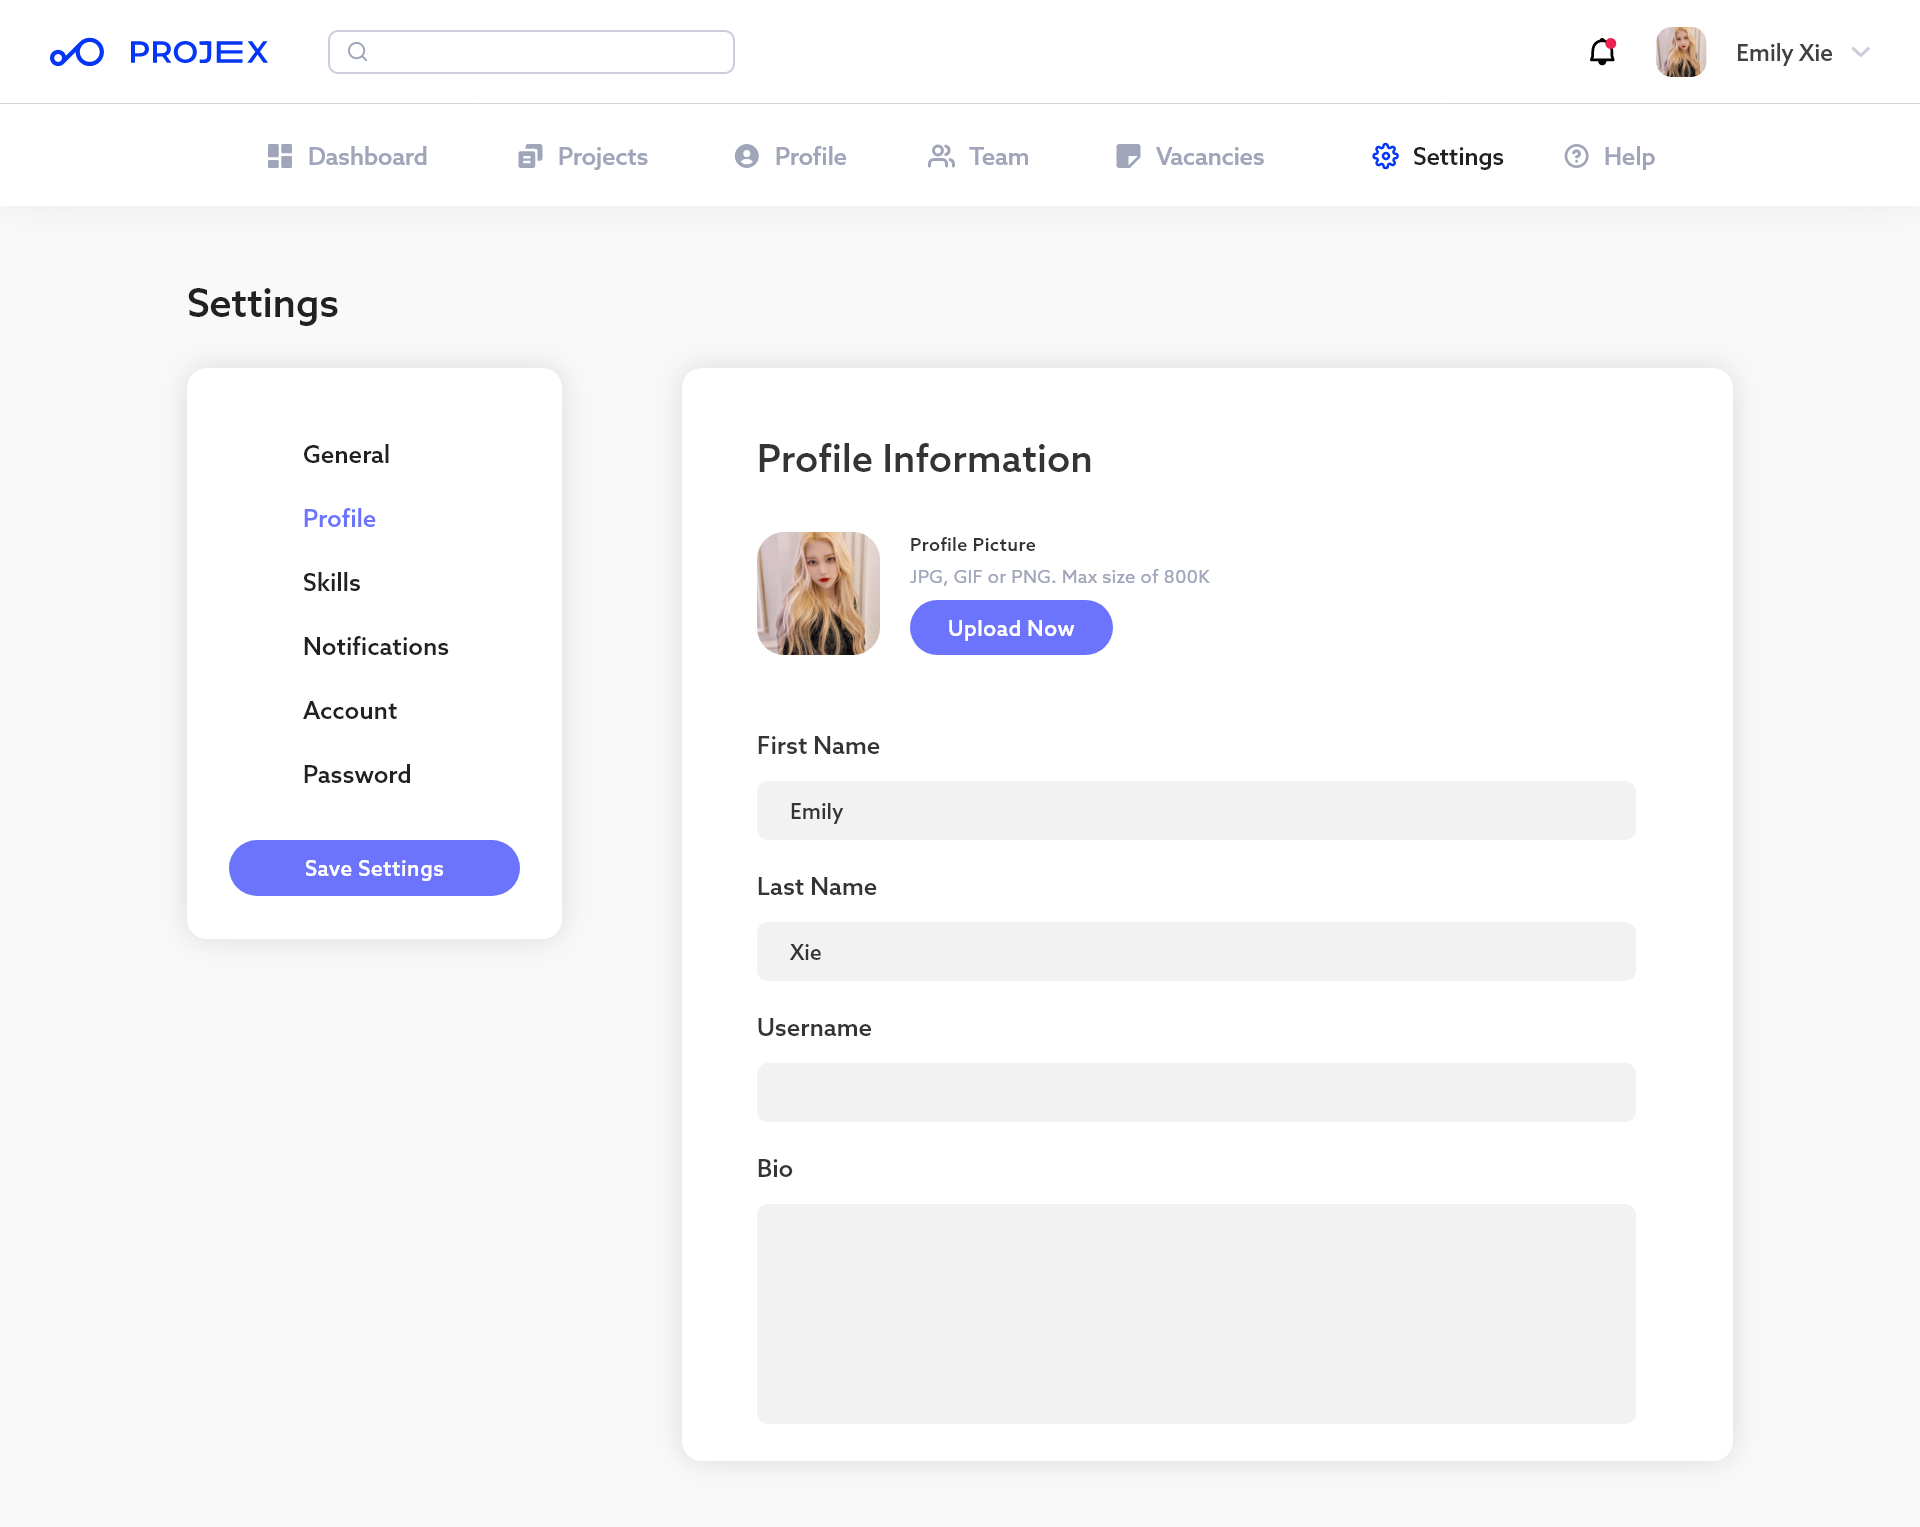 PROJEX
Emily Xie
Dashboard
Projects
Profile
Team
Vacancies
Settings
Help
Settings
General
Profile
Skills
Notifications
Account
Password
Save Settings
Profile Information
Profile Picture
JPG, GIF or PNG. Max size of 800K
Upload Now
First Name
Emily
Last Name
Xie
Username
Bio